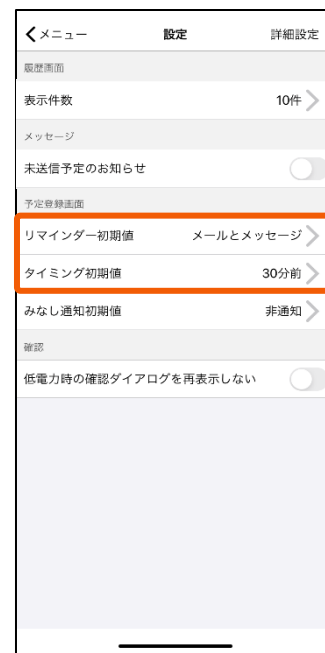 メニュー 設定 詳細設定
履歴画面
表示件数 10件
メッセージ
未送信予定のお知らせ
予定登録画面
リマインダー初期値 メールとメッセージ
タイミング初期値 30分前
みなし通知初期値 非通知
確認
低電力時の確認ダイアログを再表示しない